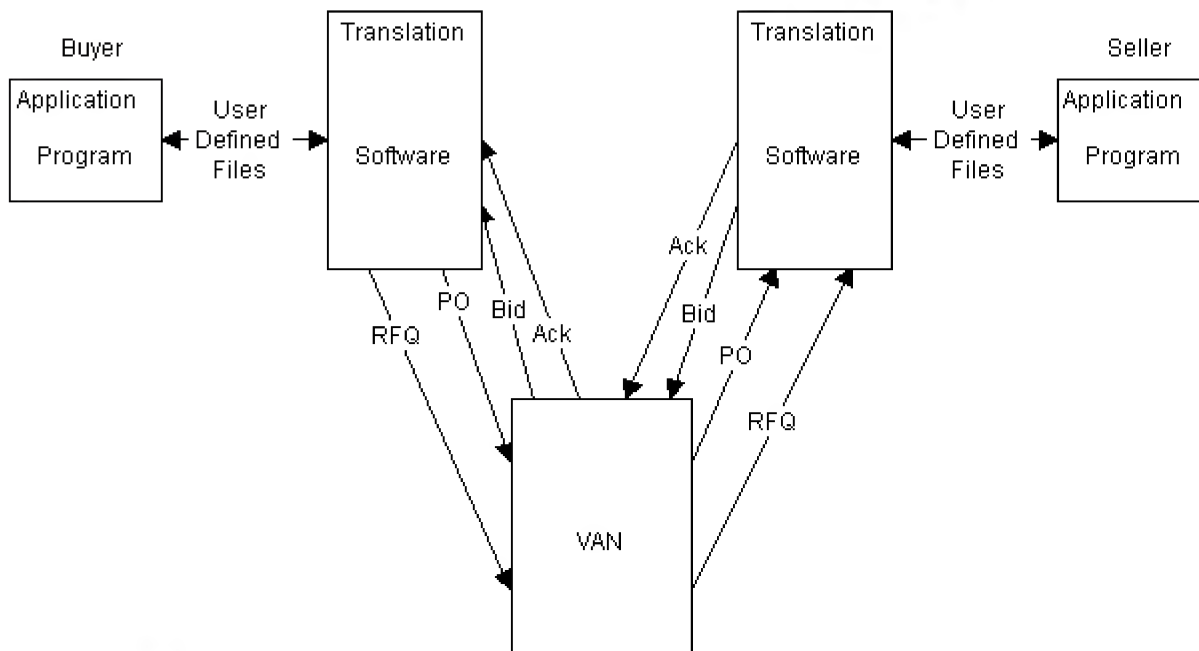 Buyer
Application
Program
User
Defined
Files
Translation
Software
RFQ
PO
Bid
Ack
VAN
Ack
Bid
PO
RFQ
Translation
Software
User
Defined
Files
Seller
Application
Program